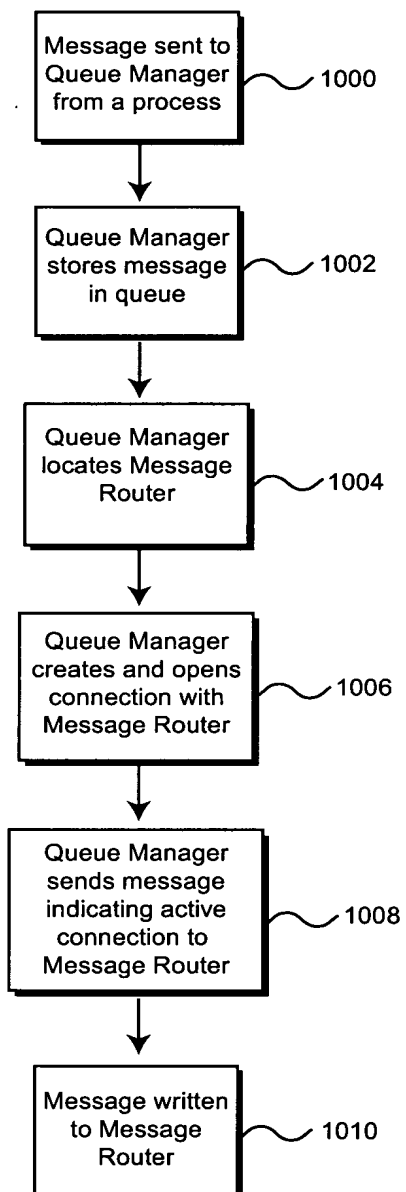 Message sent to
Queue Manager
from a process
1000
Queue Manager
stores message
in queue
1002
Queue Manager
locates Message
Router
1004
Queue Manager
creates and opens
connection with
Message Router
1006
Queue Manager
sends message
indicating active
connection to
Message Router
1008
Message written
to Message
Router
1010